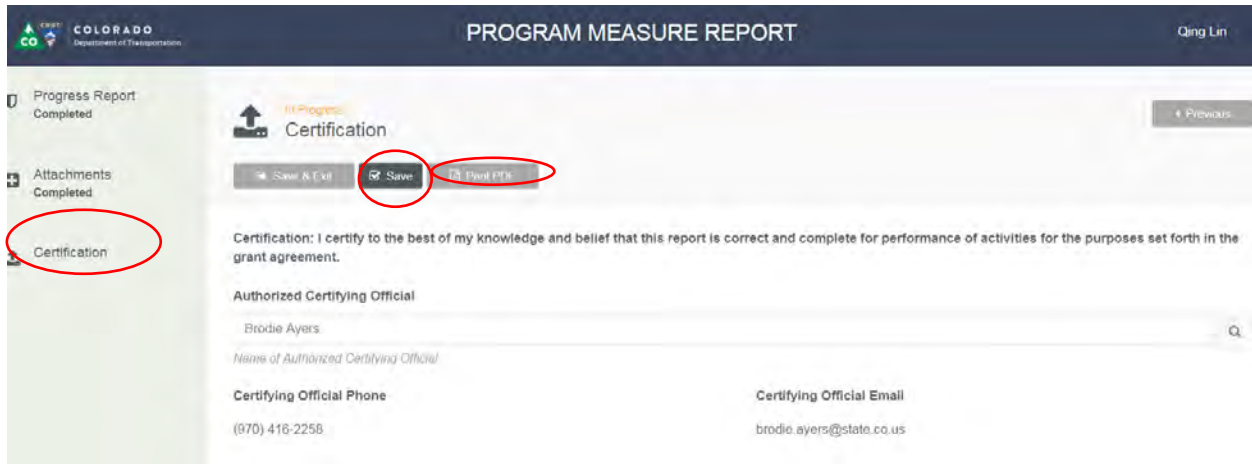 CDOT
CO
COLORADO
Department of Transportation
PROGRAM MEASURE REPORT
Qing Lin
Progress Report
Completed
In Progress
Certification
Previous
Attachments
Completed
Save & Exit
Save
Print PDF
Certification
Certification: I certify to the best of my knowledge and belief that this report is correct and complete for performance of activities for the purposes set forth in the
grant agreement.
Authorized Certifying Official
Brodie Ayers
Name of Authorized Certifying Official
Certifying Official Phone
Certifying Official Email
(970) 416-2258
brodie.ayers@state.co.us